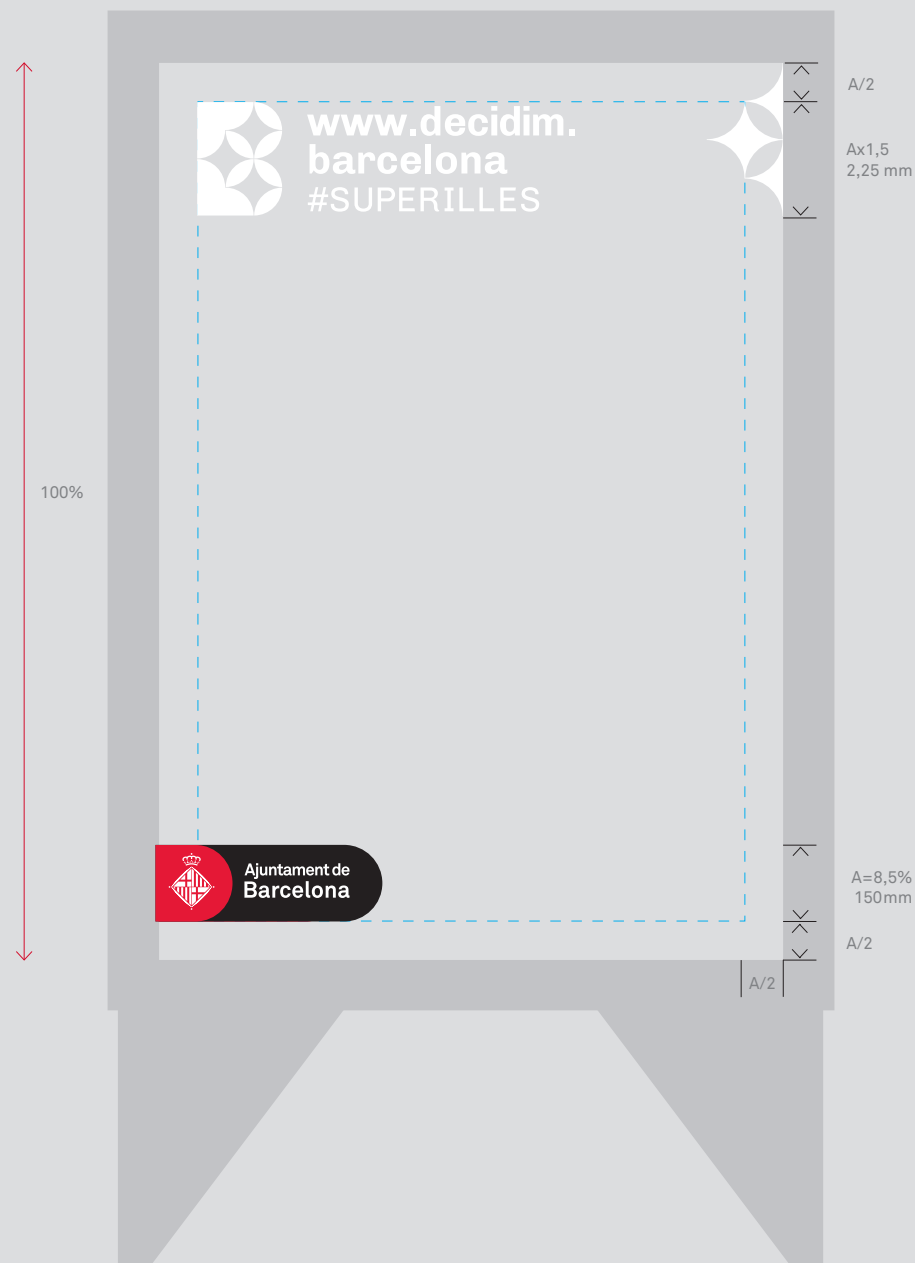 www.decidim.
barcelona
#SUPERILLES
A/2
Ax1,5
2,25 mm
100%
Ajuntament de
Barcelona
A=8,5%
150mm
A/2
A/2